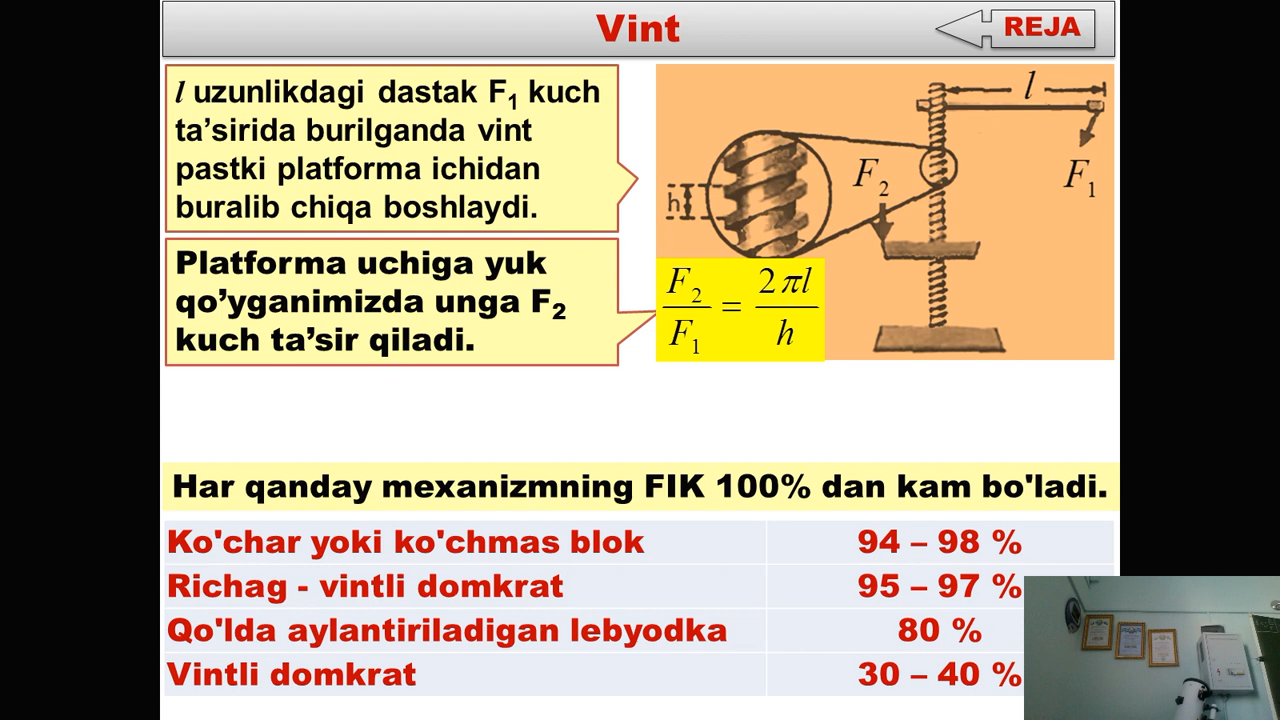 Vint
REJA
l uzunlikdagi dastak F₁ kuch
ta’sirida burilganda vint
pastki platforma ichidan
buralib chiqa boshlaydi.
Platforma uchiga yuk
qo’yganimizda unga F₂
kuch ta’sir qiladi.
l
F₁
F₂
h
F₂/F₁ = 2πl/h
Har qanday mexanizmning FIK 100% dan kam bo'ladi.
Ko'char yoki ko'chmas blok 94 – 98 %
Richag - vintli domkrat 95 – 97 %
Qo'lda aylantiriladigan lebyodka 80 %
Vintli domkrat 30 – 40 %